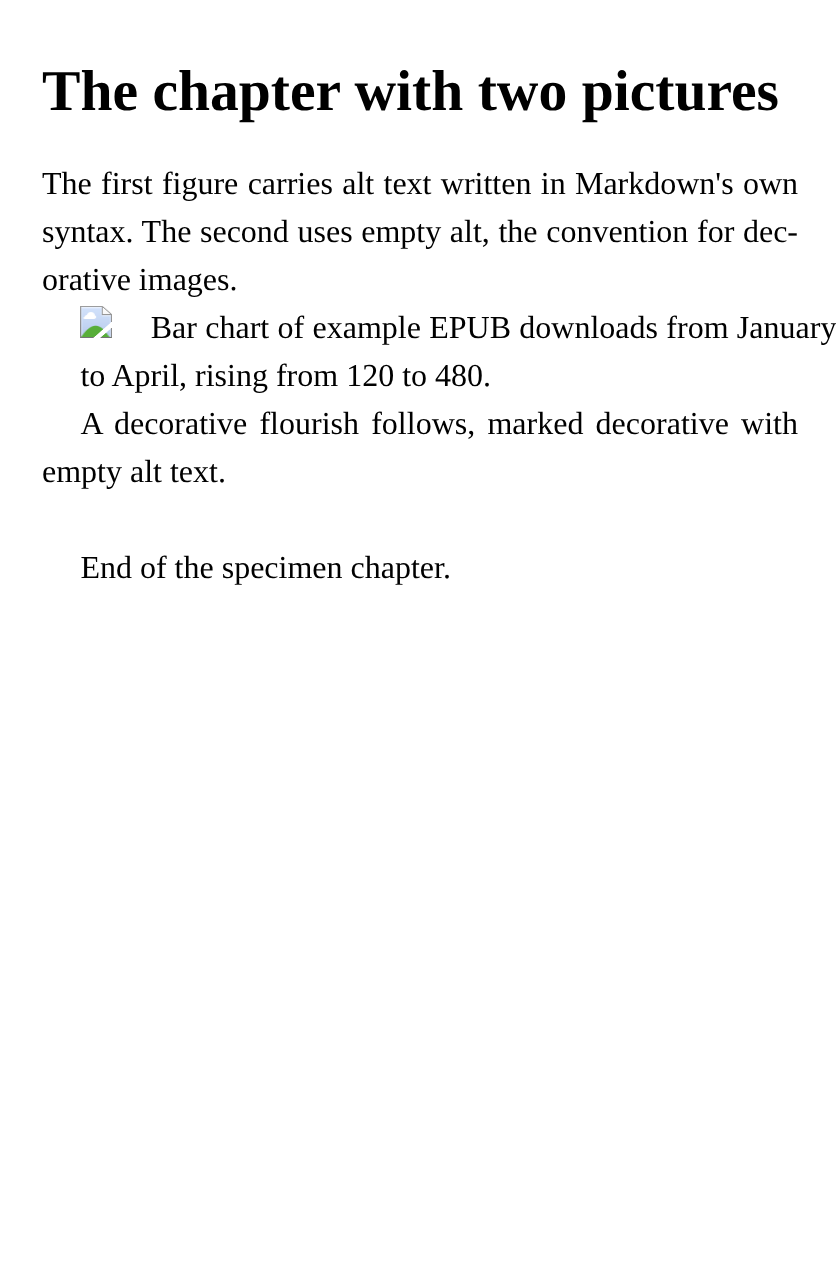 The chapter with two pictures
The first figure carries alt text written in Markdown's own
syntax. The second uses empty alt, the convention for dec-
orative images.
Bar chart of example EPUB downloads from January
to April, rising from 120 to 480.
A decorative flourish follows, marked decorative with
empty alt text.
End of the specimen chapter.